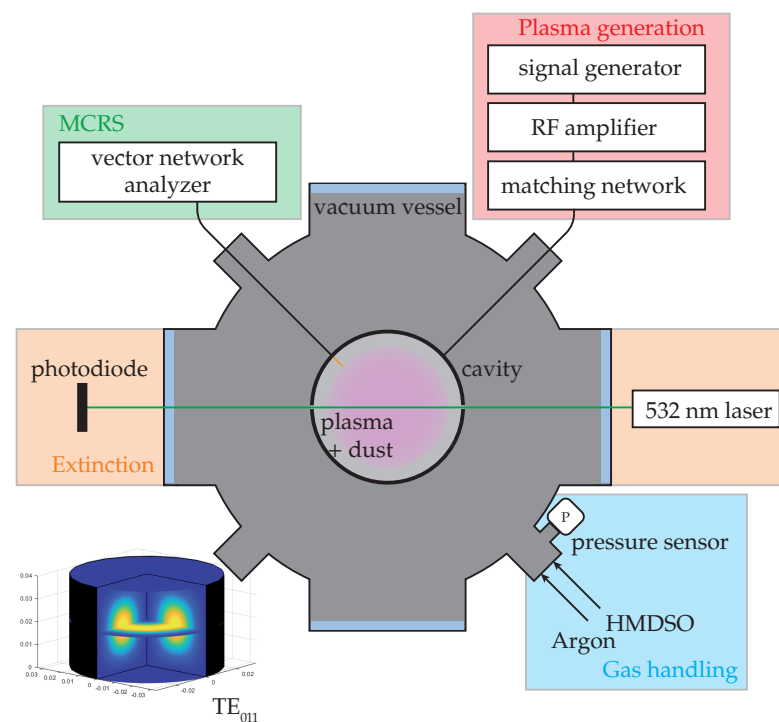 Plasma generation
signal generator
RF amplifier
matching network
MCRS
vector network
analyzer
vacuum vessel
photodiode
cavity
532 nm laser
plasma
+ dust
Extinction
P
pressure sensor
HMDSO
Argon
Gas handling
0.04
0.03
0.02
0.01
0
0.03
0.02
0.01
0
-0.01
-0.02
-0.03
-0.02
0
0.02
TE011